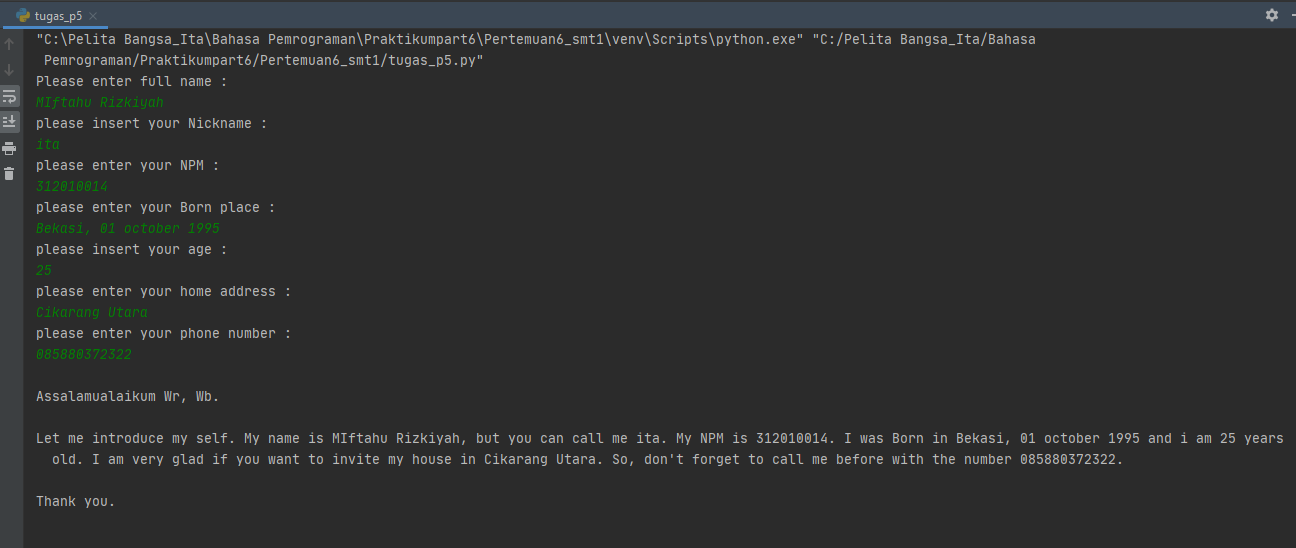 tugas_p5
"C:\Pelita Bangsa_Ita\Bahasa Pemrograman\Praktikumpart6\Pertemuan6_smt1\venv\Scripts\python.exe" "C:/Pelita Bangsa_Ita/Bahasa
Pemrograman/Praktikumpart6/Pertemuan6_smt1/tugas_p5.py"
Please enter full name :
MIftahu Rizkiyah
please insert your Nickname :
ita
please enter your NPM :
312010014
please enter your Born place :
Bekasi, 01 october 1995
please insert your age :
25
please enter your home address :
Cikarang Utara
please enter your phone number :
085880372322
Assalamualaikum Wr, Wb.
Let me introduce my self. My name is MIftahu Rizkiyah, but you can call me ita. My NPM is 312010014. I was Born in Bekasi, 01 october 1995 and i am 25 years
old. I am very glad if you want to invite my house in Cikarang Utara. So, don't forget to call me before with the number 085880372322.
Thank you.